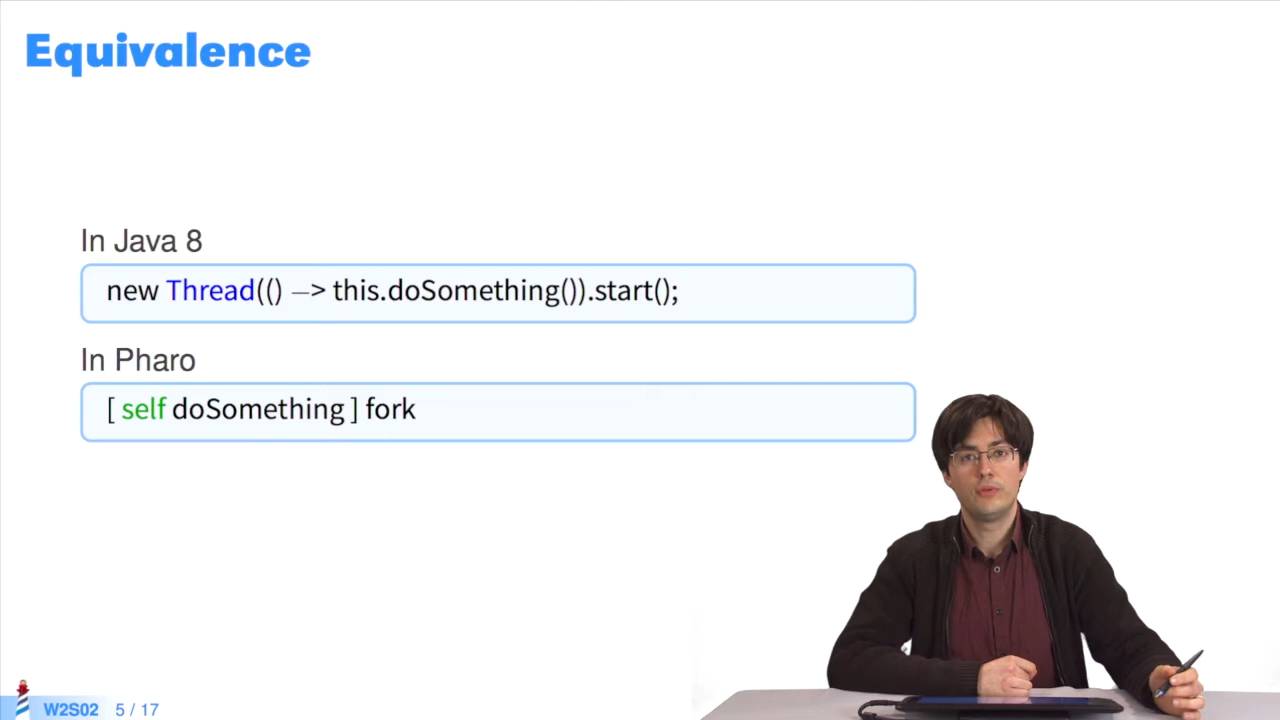 Equivalence
In Java 8
new Thread(() —> this.doSomething()).start();
In Pharo
[ self doSomething ] fork
W2S02 5 / 17